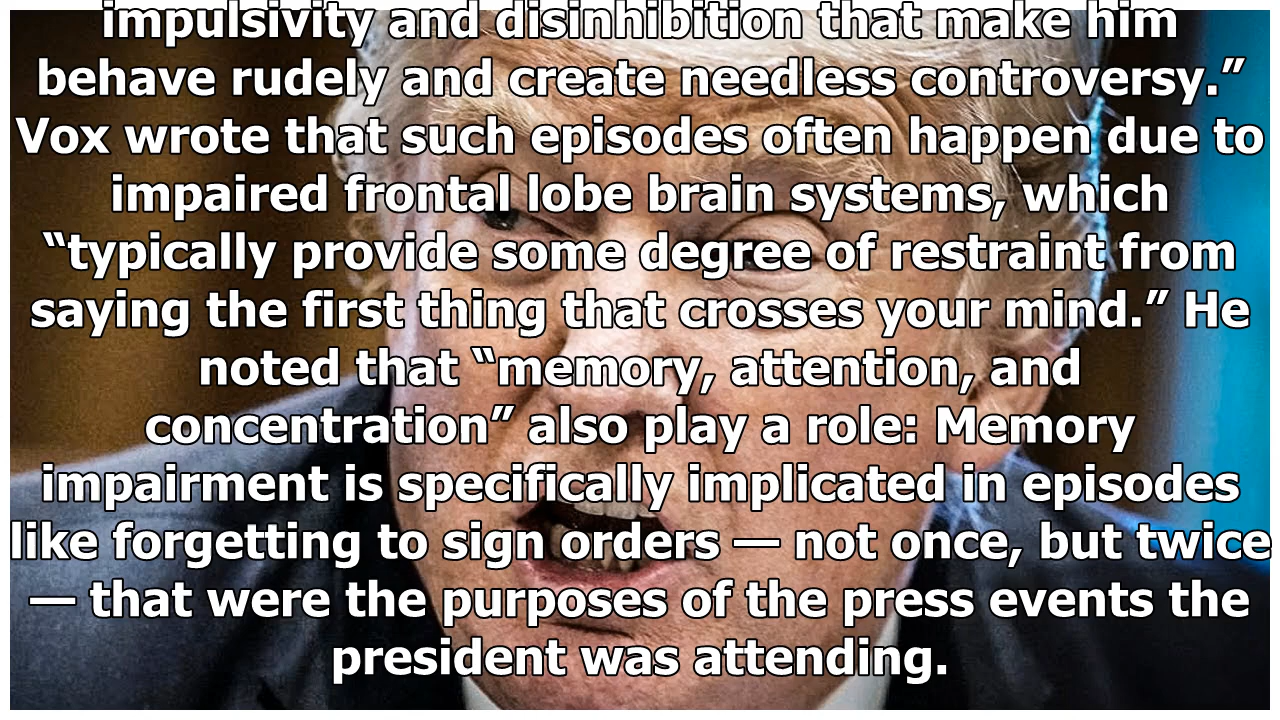 impulsivity and disinhibition that make him
behave rudely and create needless controversy.”
Vox wrote that such episodes often happen due to
impaired frontal lobe brain systems, which
“typically provide some degree of restraint from
saying the first thing that crosses your mind.” He
noted that “memory, attention, and
concentration” also play a role: Memory
impairment is specifically implicated in episodes
like forgetting to sign orders — not once, but twice
— that were the purposes of the press events the
president was attending.